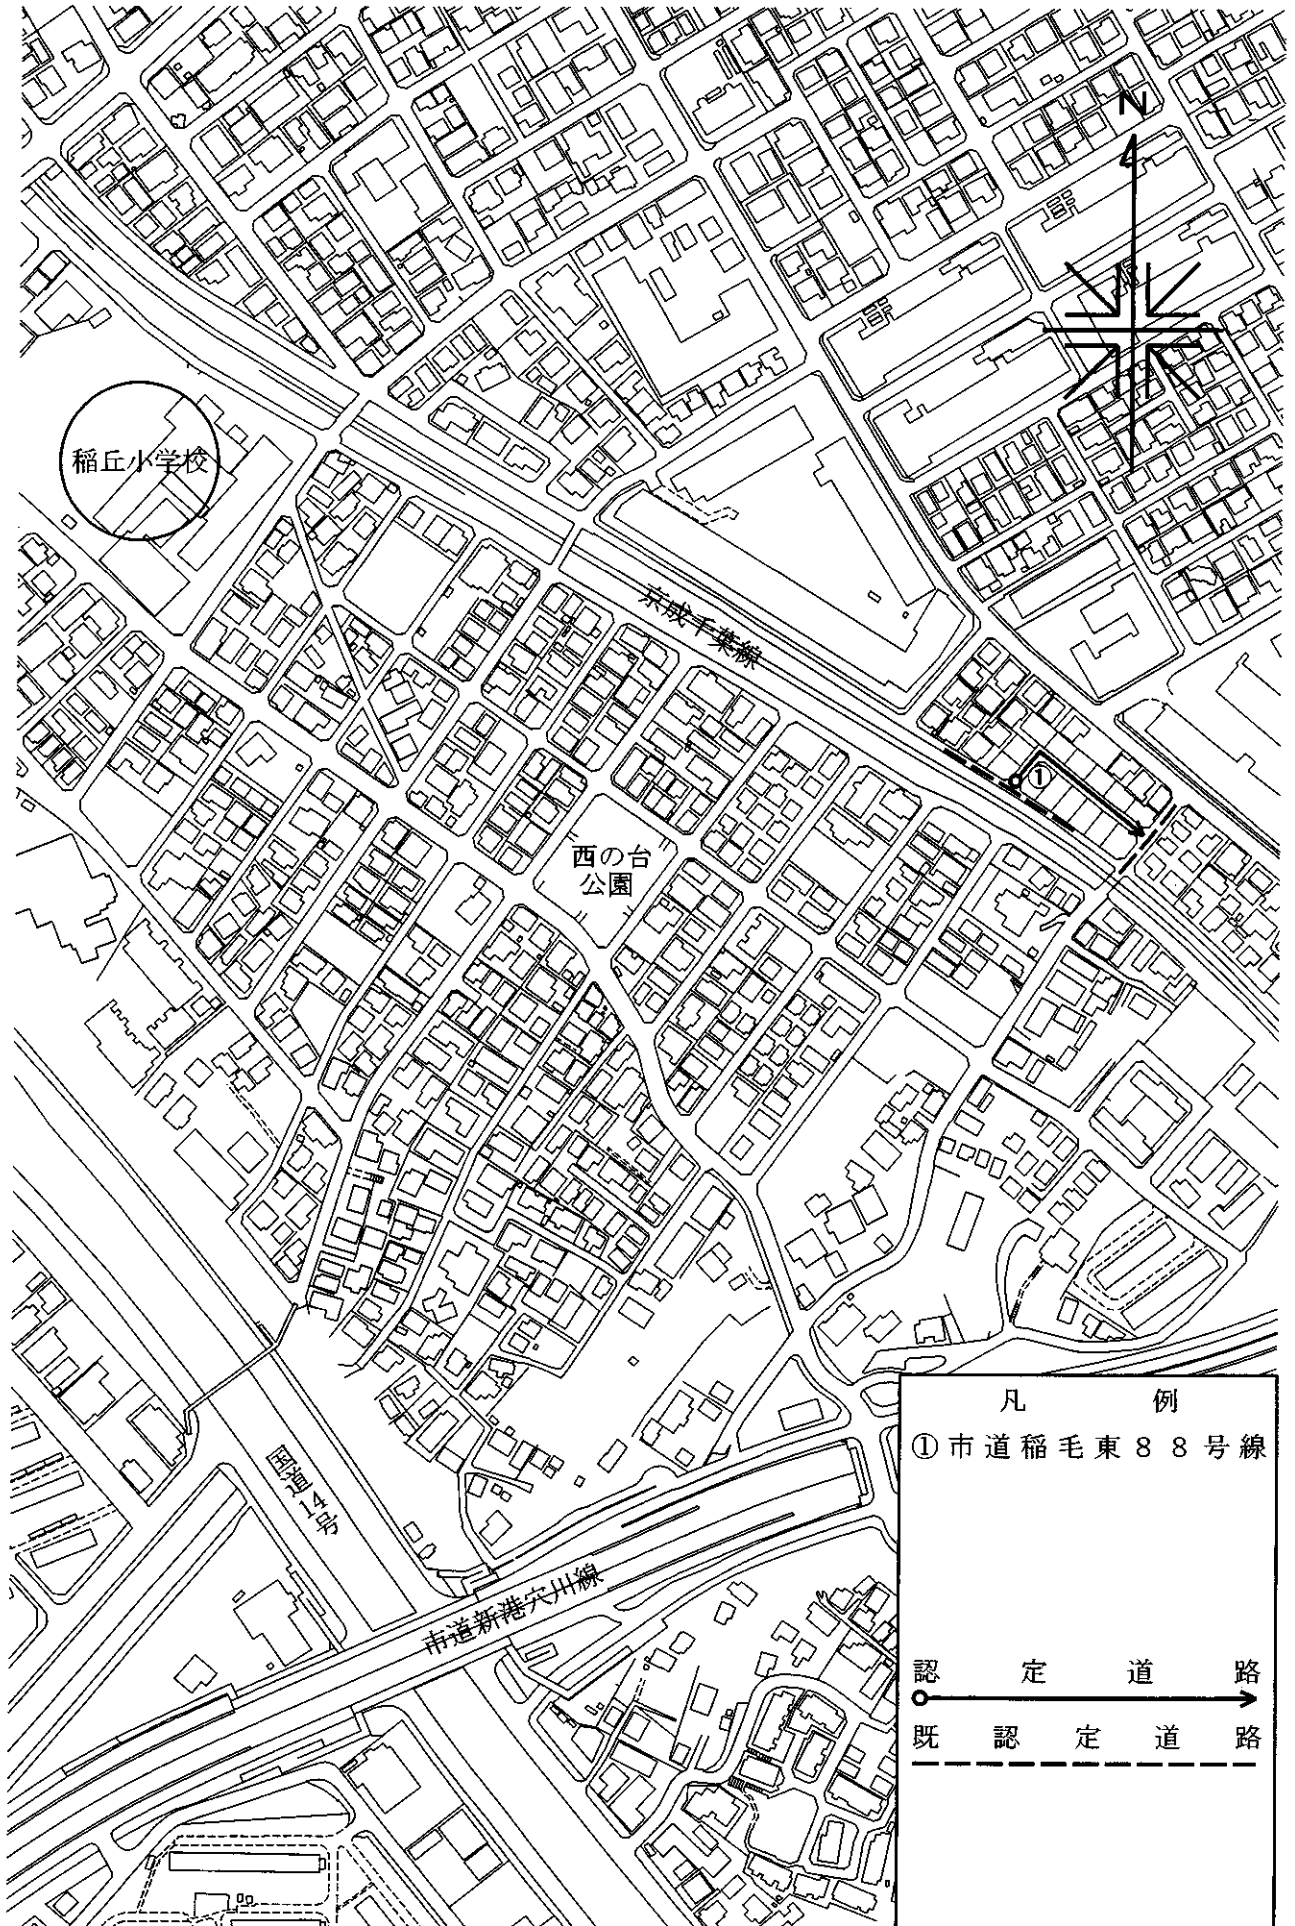 N
稲丘小学校
京成千葉線
①
西の台
公園
国道14号
市道新港穴川線
凡例
①市道稲毛東88号線
認定道路
既認定道路